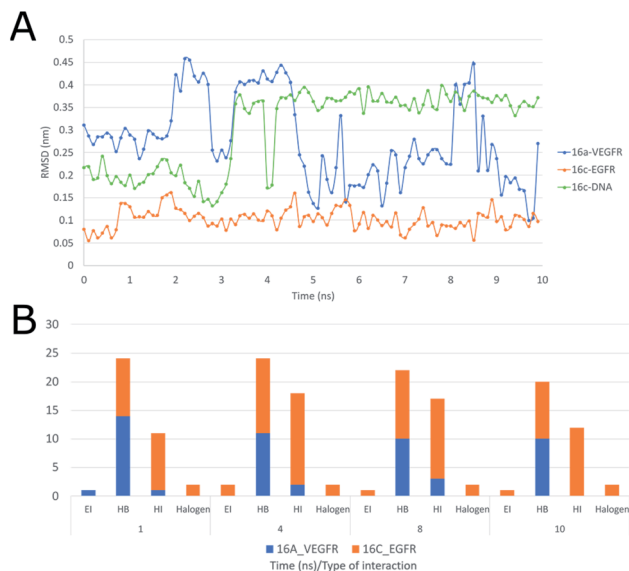 A
0.5
0.45
0.4
0.35
0.3
0.25
0.2
0.15
0.1
0.05
0
RMSD (nm)
0 1 2 3 4 5 6 7 8 9 10
Time (ns)
16a-VEGFR
16c-EGFR
16c-DNA
B
30
25
20
15
10
5
0
EI HB HI Halogen EI HB HI Halogen EI HB HI Halogen EI HB HI Halogen
1 4 8 10
16A_VEGFR 16C_EGFR
Time (ns)/Type of interaction